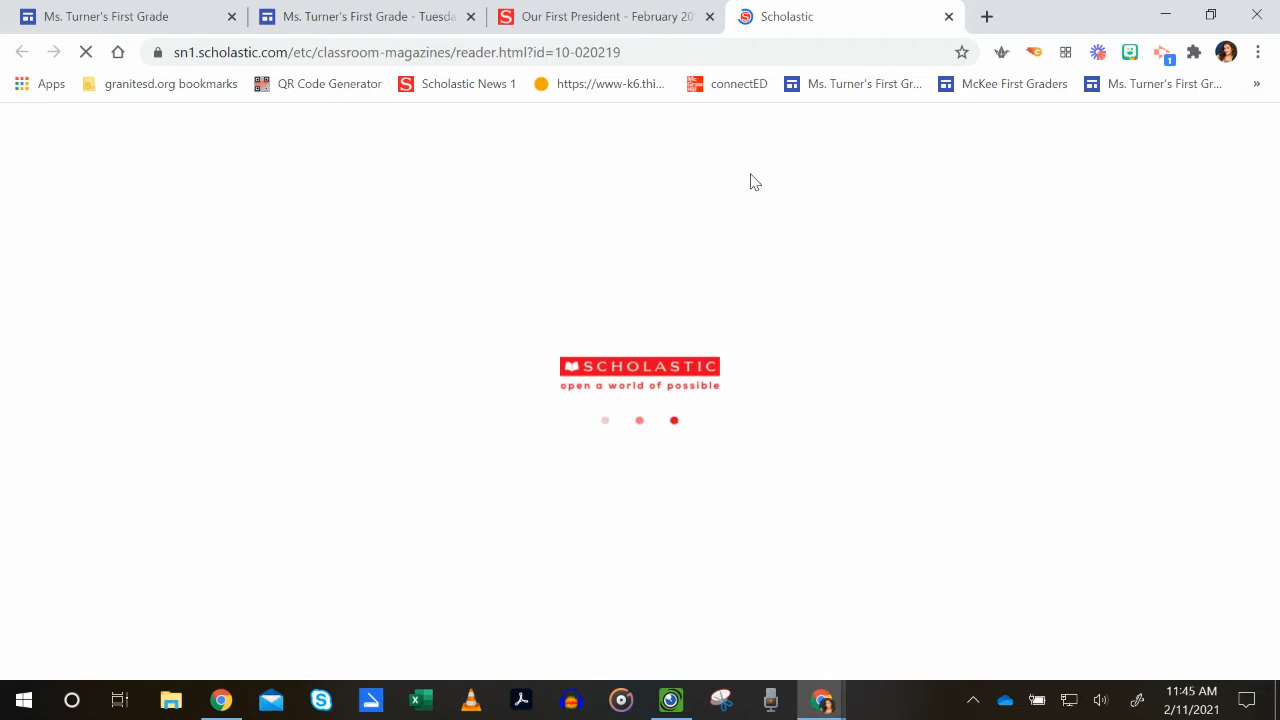 Ms. Turner's First Grade
Ms. Turner's First Grade - Tuesda
Our First President - February 20
Scholastic
sn1.scholastic.com/etc/classroom-magazines/reader.html?id=10-020219
1
Apps
granitesd.org bookmarks
QR Code Generator
Scholastic News 1
https://www-k6.thi...
connectED
Ms. Turner's First Gr...
McKee First Graders
Ms. Turner's First Gr...
»
SCHOLASTIC
open a world of possible
11:45 AM
2/11/2021